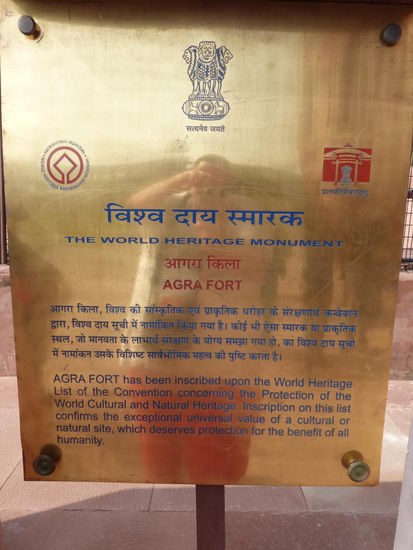 सत्यमेव जयते
विश्व दाय स्मारक
THE WORLD HERITAGE MONUMENT
आगरा किला
AGRA FORT
आगरा किला, विश्व की सांस्कृतिक एवं प्राकृतिक धरोहर के संरक्षणार्थ कन्वेन्शन
द्वारा, विश्व दाय सूची में नामांकित किया गया है। कोई भी ऐसा स्मारक या प्राकृतिक
स्थल, जो मानवता के लाभार्थ संरक्षण के योग्य समझा गया हो, का विश्व दाय सूची
में नामांकन उसके विशिष्ट सार्वभौमिक महत्व की पुष्टि करता है।
AGRA FORT has been inscribed upon the World Heritage
List of the Convention concerning the Protection of the
World Cultural and Natural Heritage. Inscription on this list
confirms the exceptional universal value of a cultural or
natural site, which deserves protection for the benefit of all
humanity.